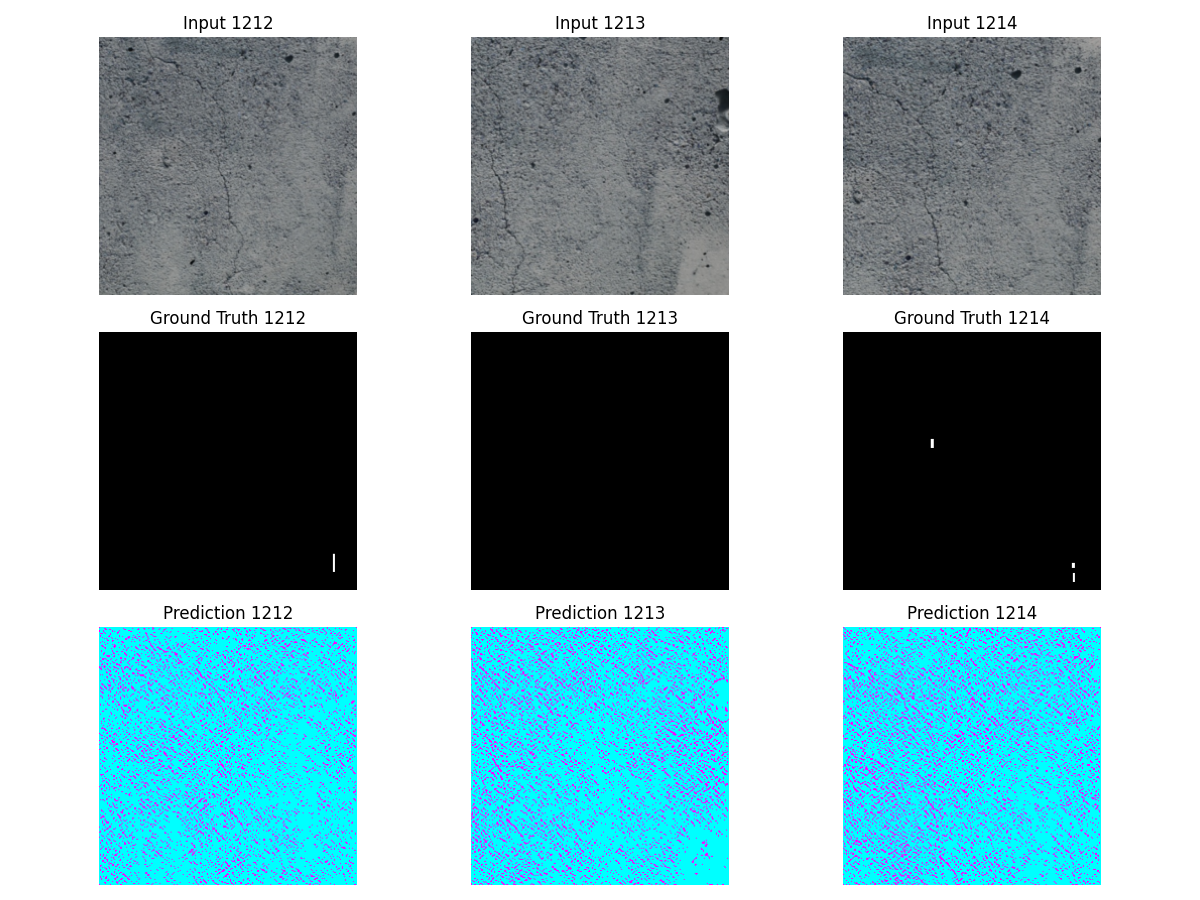 Input 1212
Input 1213
Input 1214
Ground Truth 1212
Ground Truth 1213
Ground Truth 1214
Prediction 1212
Prediction 1213
Prediction 1214